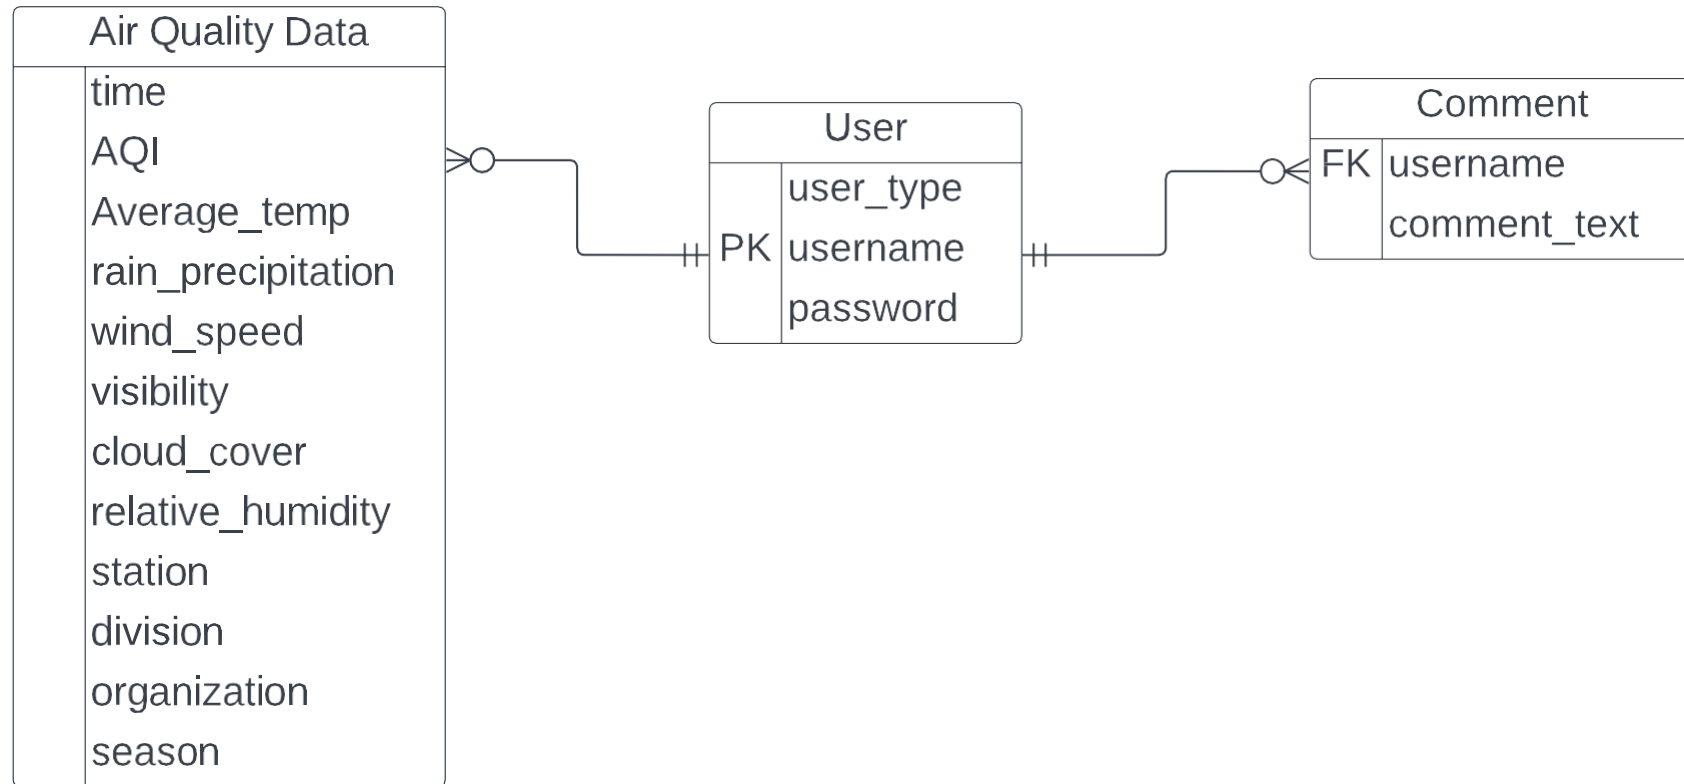 Air Quality Data
time
AQI
Average_temp
rain_precipitation
wind_speed
visibility
cloud_cover
relative_humidity
station
division
organization
season
User
user_type
PK username
password
Comment
FK username
comment_text